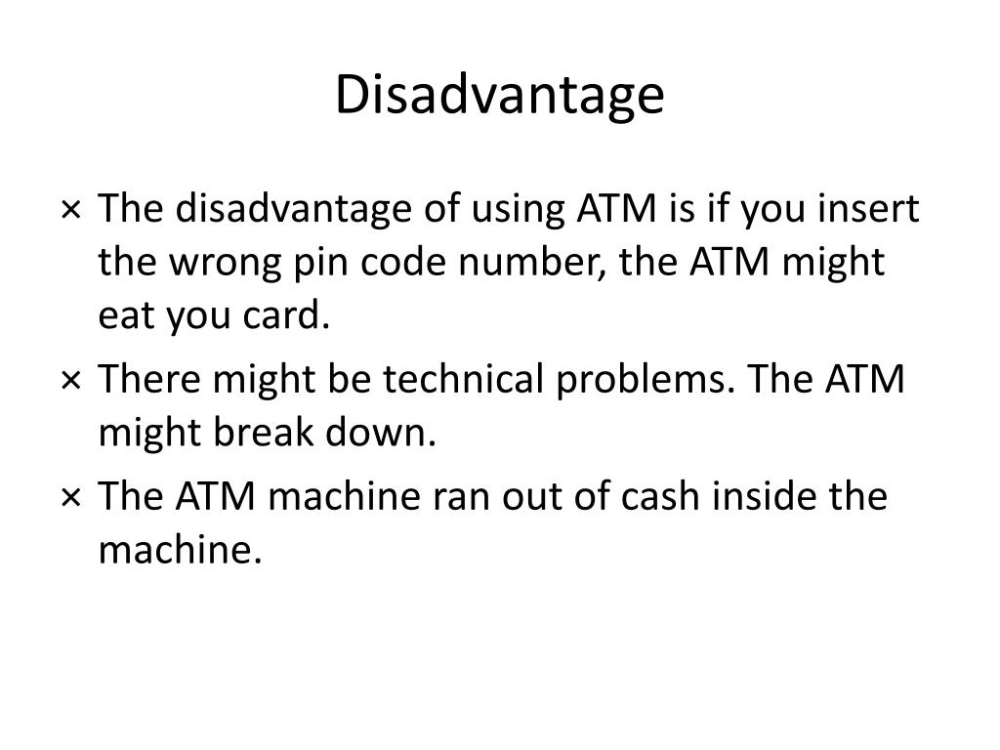 Disadvantage
× The disadvantage of using ATM is if you insert
the wrong pin code number, the ATM might
eat you card.
× There might be technical problems. The ATM
might break down.
× The ATM machine ran out of cash inside the
machine.